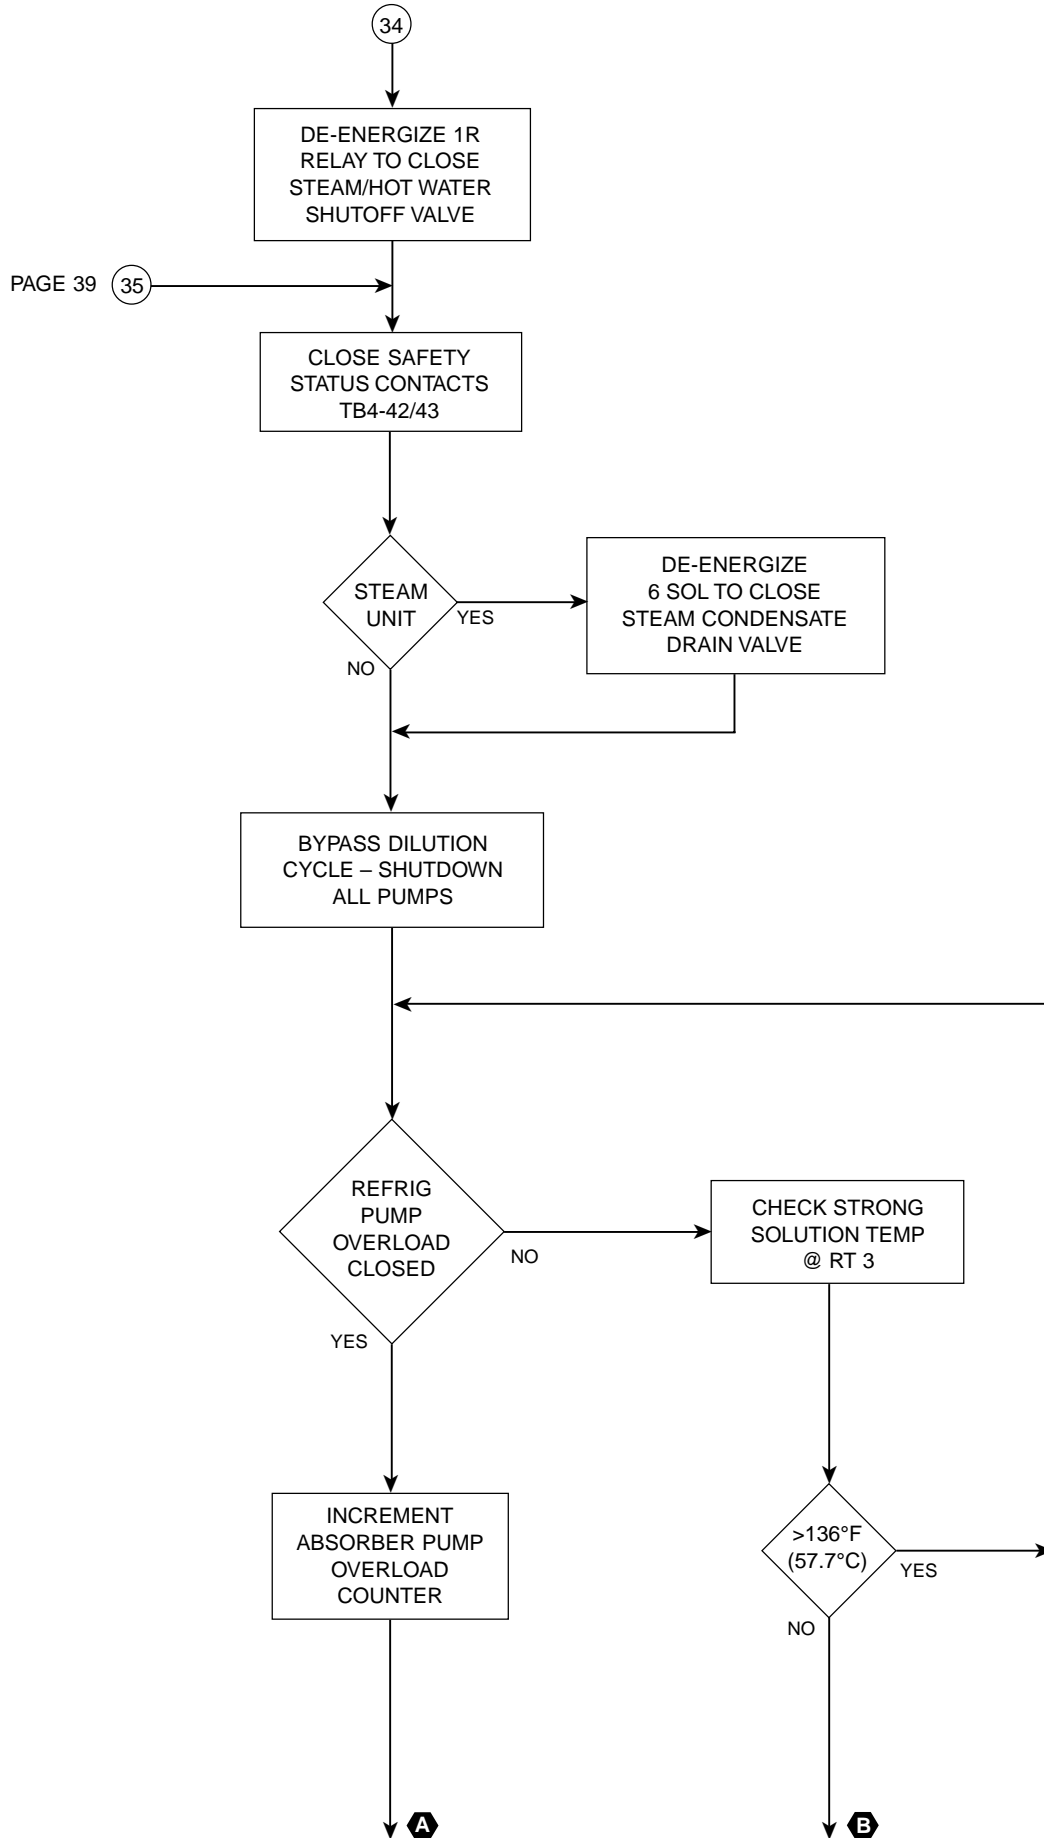 34
DE-ENERGIZE 1R
RELAY TO CLOSE
STEAM/HOT WATER
SHUTOFF VALVE
PAGE 39 35
CLOSE SAFETY
STATUS CONTACTS
TB4-42/43
STEAM
UNIT
YES
NO
DE-ENERGIZE
6 SOL TO CLOSE
STEAM CONDENSATE
DRAIN VALVE
BYPASS DILUTION
CYCLE – SHUTDOWN
ALL PUMPS
REFRIG
PUMP
OVERLOAD
CLOSED
NO
YES
CHECK STRONG
SOLUTION TEMP
@ RT 3
INCREMENT
ABSORBER PUMP
OVERLOAD
COUNTER
>136°F
(57.7°C)
YES
NO
A
B